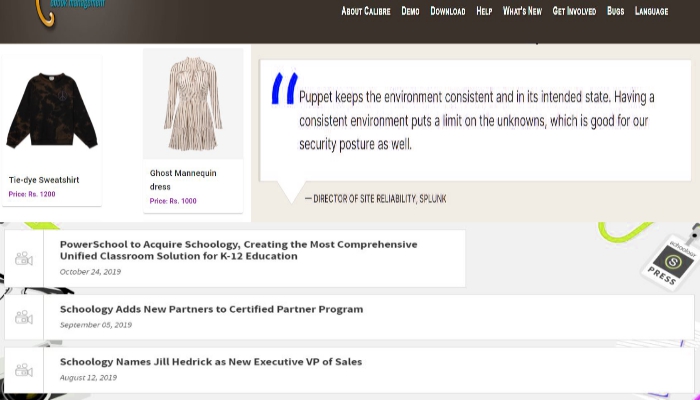 ebook management
About Calibre Demo Download Help What's New Get Involved Bugs Language
Tie-dye Sweatshirt
Price: Rs. 1200
Ghost Mannequin
dress
Price: Rs. 1000
“Puppet keeps the environment consistent and in its intended state. Having a
consistent environment puts a limit on the unknowns, which is good for our
security posture as well.
— DIRECTOR OF SITE RELIABILITY, SPLUNK
PowerSchool to Acquire Schoology, Creating the Most Comprehensive
Unified Classroom Solution for K-12 Education
October 24, 2019
Schoology Adds New Partners to Certified Partner Program
September 05, 2019
Schoology Names Jill Hedrick as New Executive VP of Sales
August 12, 2019
schoology
S
PRESS